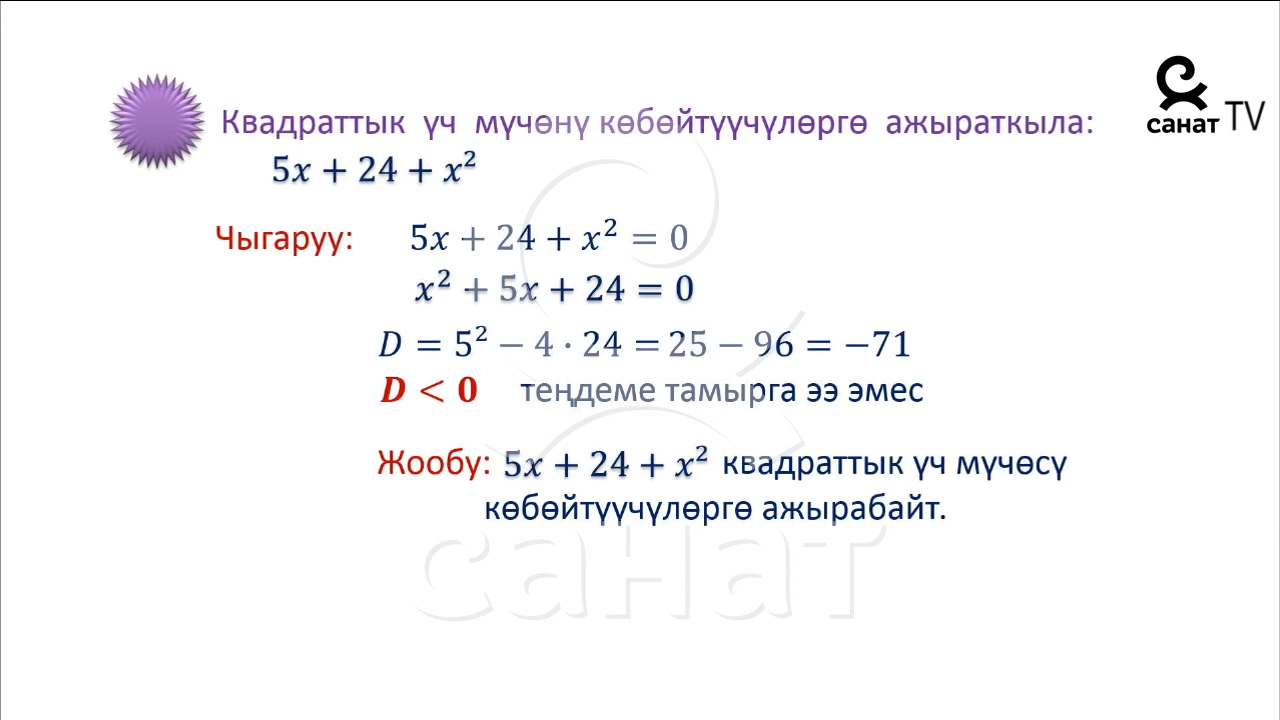 Квадраттык үч мүчөнү көбөйтүүчүлөргө ажыраткыла:
5x + 24 + x²
Чыгаруу: 5x + 24 + x² = 0
x² + 5x + 24 = 0
D = 5² − 4 · 24 = 25 − 96 = −71
D < 0 теңдеме тамырга ээ эмес
Жообу: 5x + 24 + x² квадраттык үч мүчөсү
көбөйтүүчүлөргө ажырабайт.
санат TV
санат